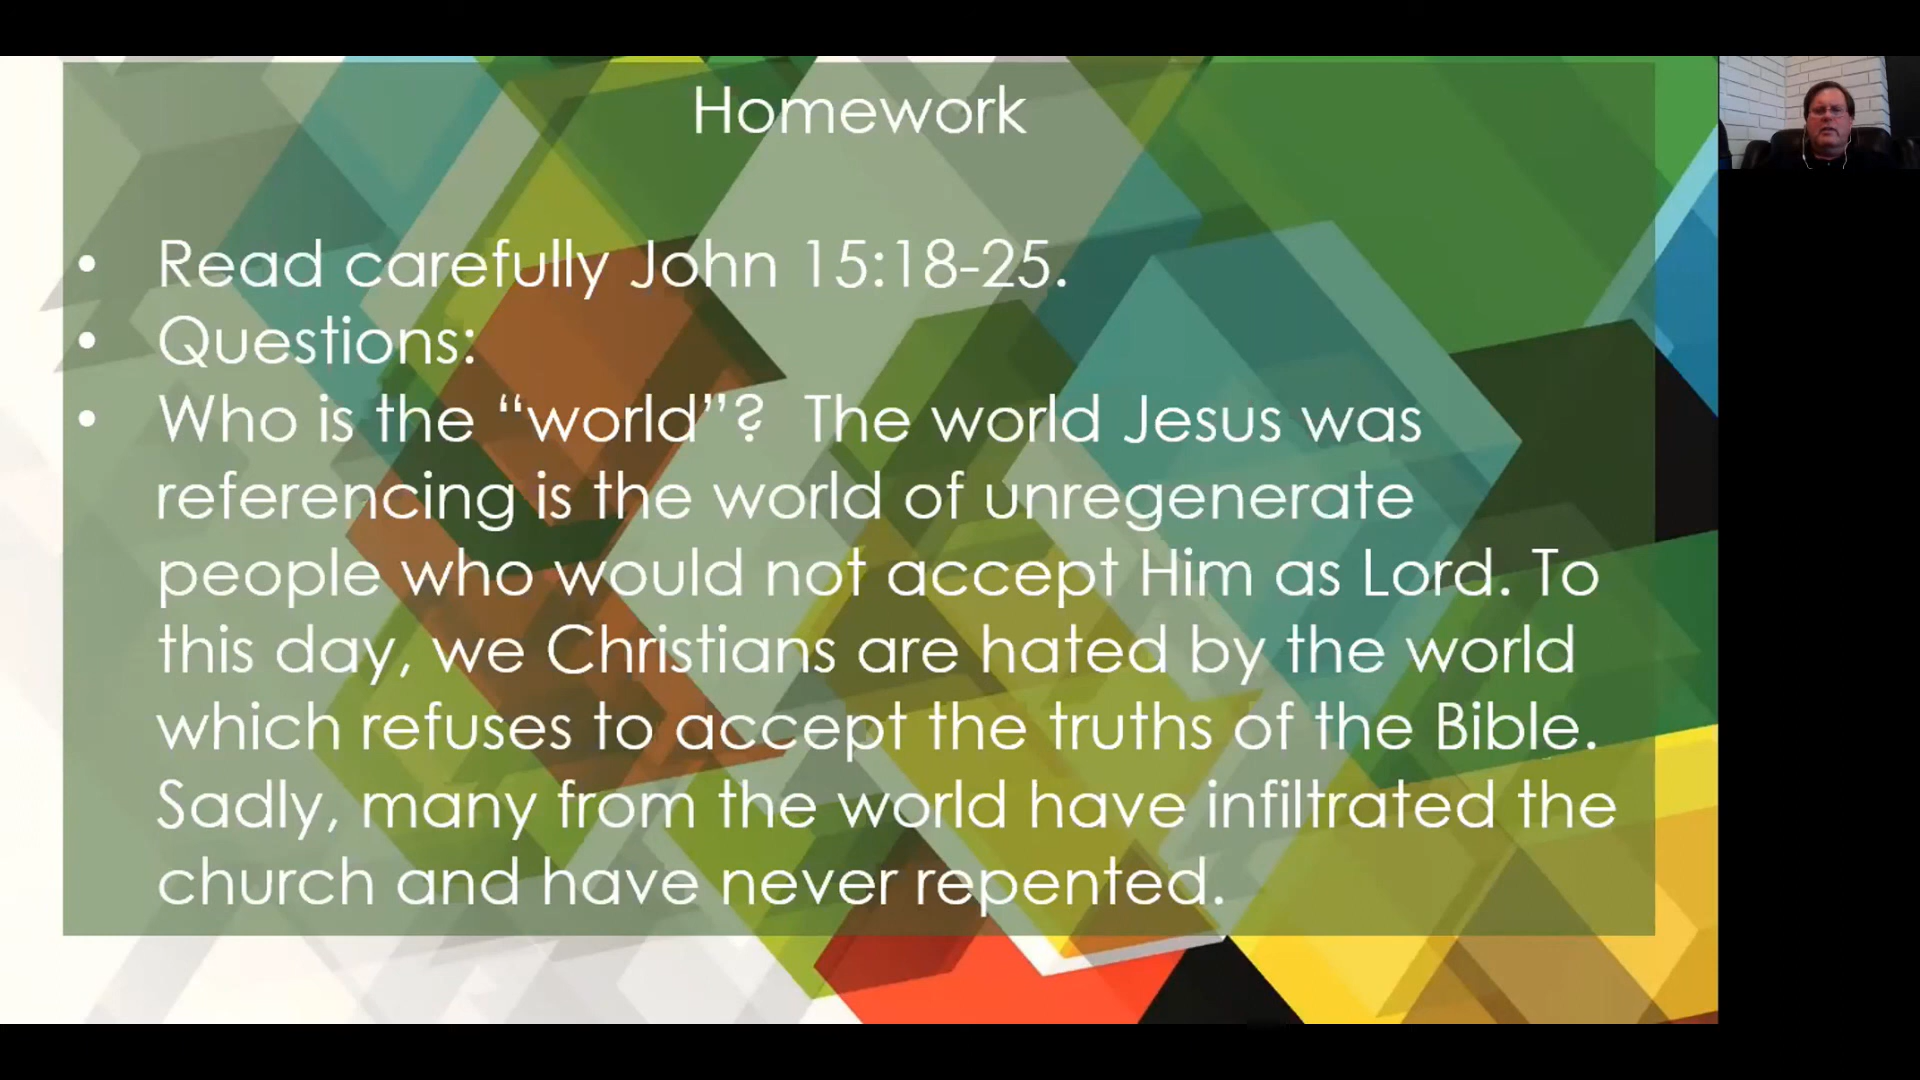 Homework
• Read carefully John 15:18-25.
• Questions:
• Who is the “world”?  The world Jesus was
referencing is the world of unregenerate
people who would not accept Him as Lord. To
this day, we Christians are hated by the world
which refuses to accept the truths of the Bible.
Sadly, many from the world have infiltrated the
church and have never repented.